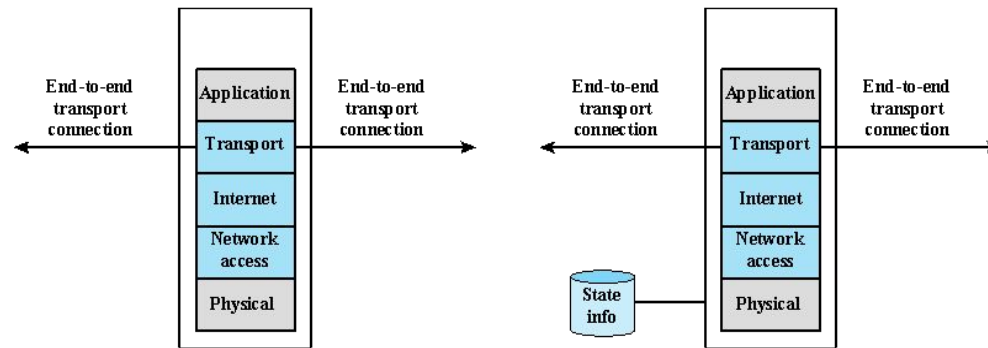 End-to-end
transport
connection
Application
Transport
Internet
Network
access
Physical
End-to-end
transport
connection
End-to-end
transport
connection
State
info
Application
Transport
Internet
Network
access
Physical
End-to-end
transport
connection